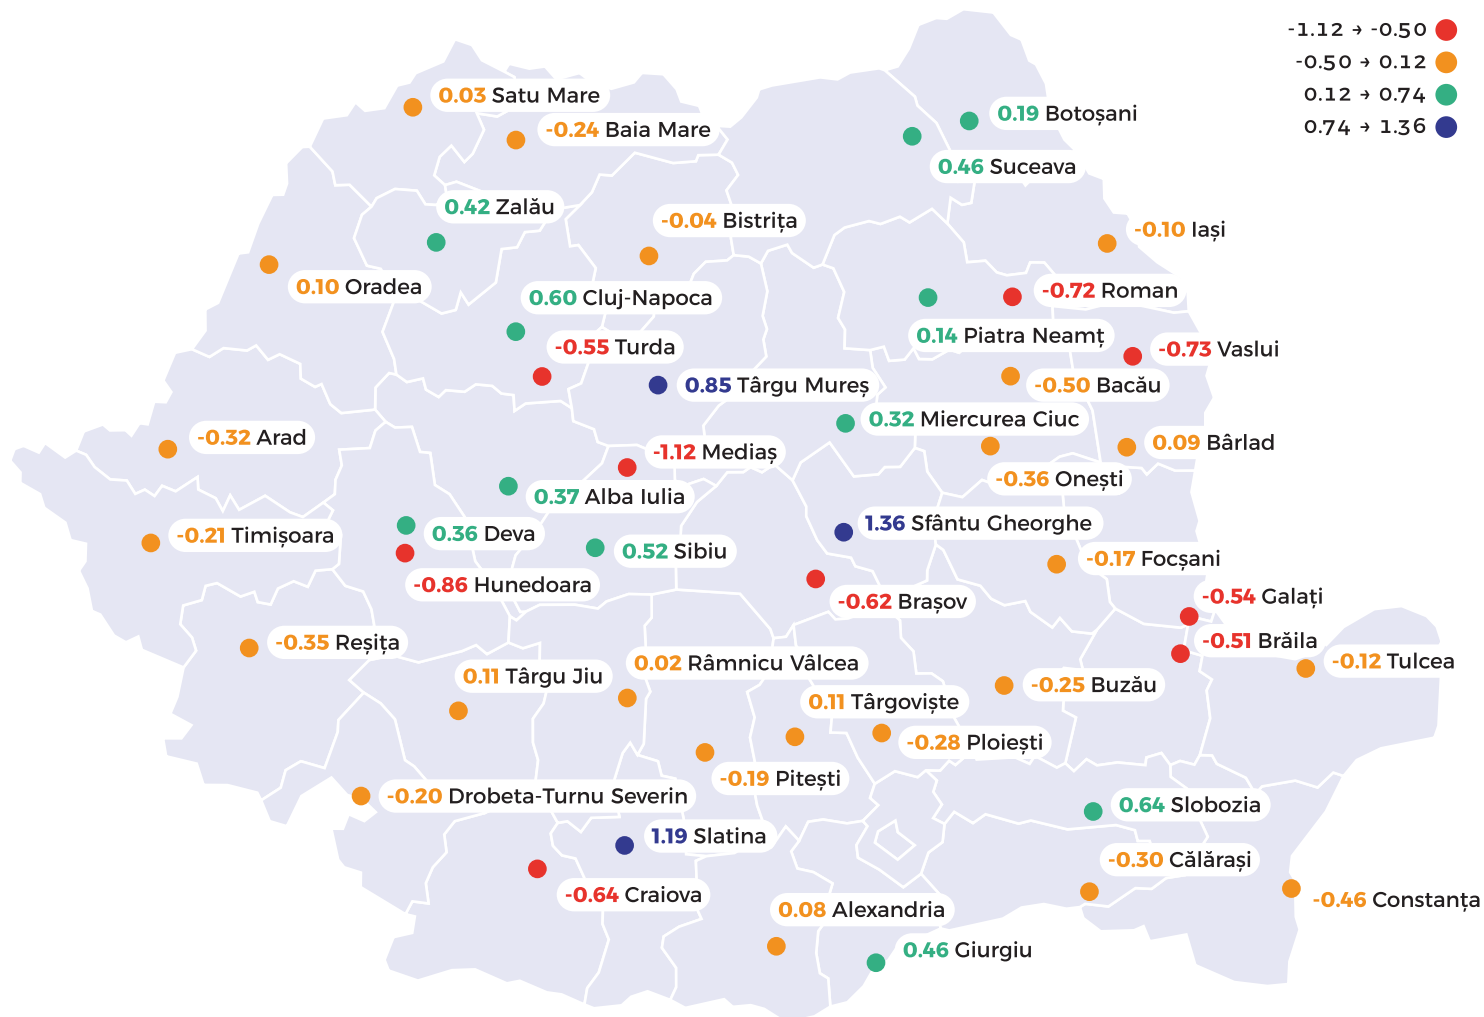 -1.12 → -0.50
-0.50 → 0.12
0.12 → 0.74
0.74 → 1.36
0.03 Satu Mare
-0.24 Baia Mare
0.19 Botoșani
0.46 Suceava
0.42 Zalău
-0.04 Bistrița
-0.10 Iași
0.10 Oradea
0.60 Cluj-Napoca
-0.72 Roman
0.14 Piatra Neamț
-0.55 Turda
-0.73 Vaslui
0.85 Târgu Mureș
-0.50 Bacău
0.32 Miercurea Ciuc
-0.32 Arad
0.09 Bârlad
-1.12 Mediaș
-0.36 Onești
0.37 Alba Iulia
1.36 Sfântu Gheorghe
-0.21 Timișoara
0.36 Deva
0.52 Sibiu
-0.17 Focșani
-0.86 Hunedoara
-0.62 Brașov
-0.54 Galați
-0.35 Reșița
-0.51 Brăila
0.02 Râmnicu Vâlcea
-0.12 Tulcea
0.11 Târgu Jiu
-0.25 Buzău
0.11 Târgoviște
-0.28 Ploiești
-0.19 Pitești
-0.20 Drobeta-Turnu Severin
0.64 Slobozia
1.19 Slatina
-0.30 Călărași
-0.64 Craiova
-0.46 Constanța
0.08 Alexandria
0.46 Giurgiu